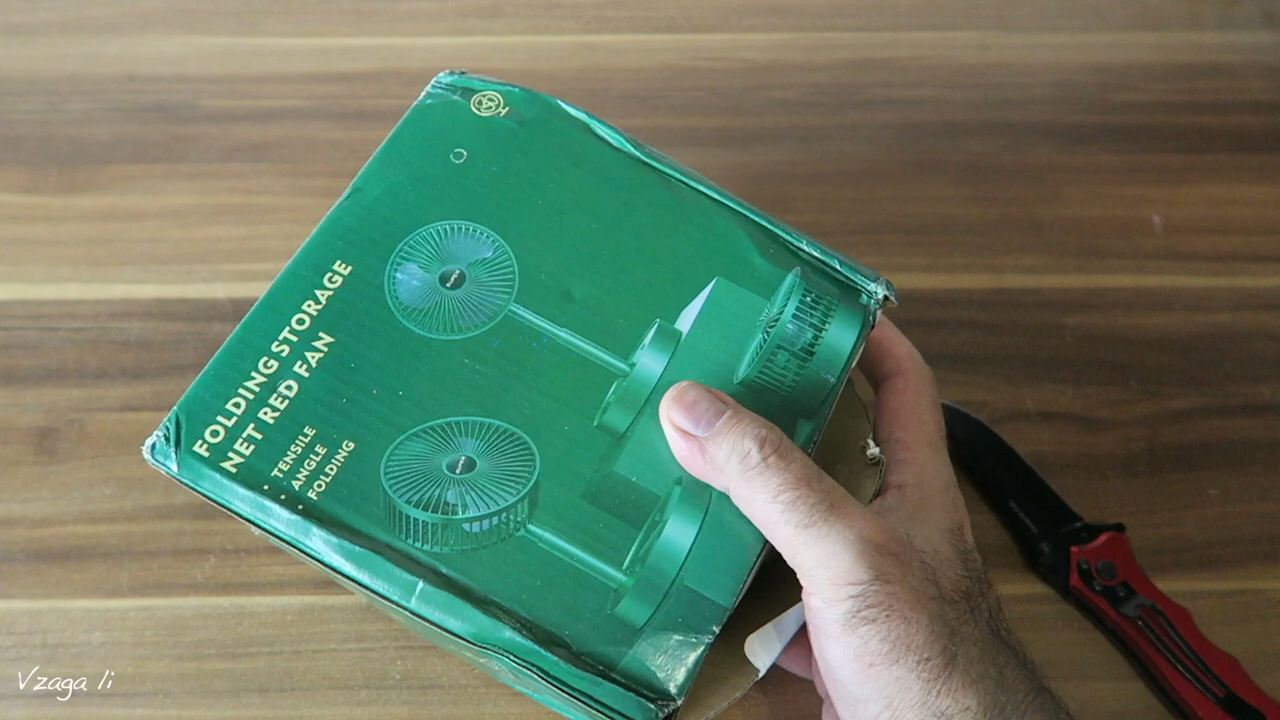 FOLDING STORAGE
NET RED FAN
• TENSILE
• ANGLE
FOLDING
Vzaga li